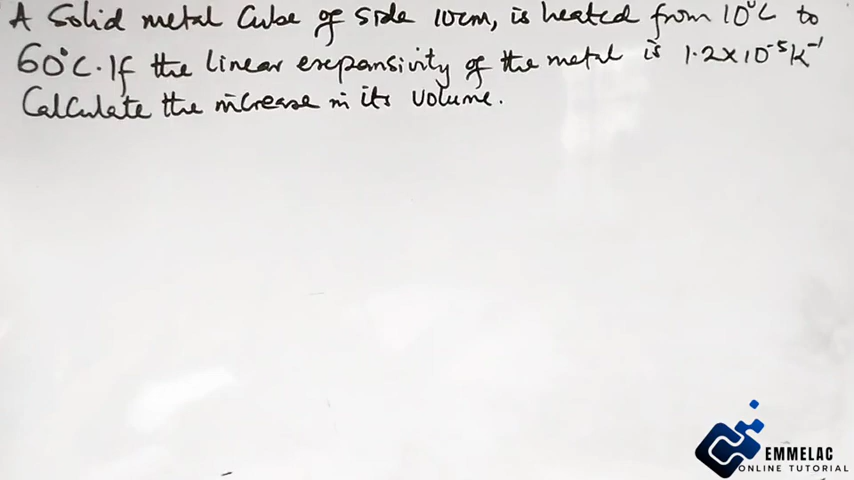 A Solid metal Cube of side 10cm, is heated from 10°C to
60°C. If the linear expansivity of the metal is 1.2x10⁻⁵k⁻¹
Calculate the increase in its volume.
EMMELAC
ONLINE TUTORIAL